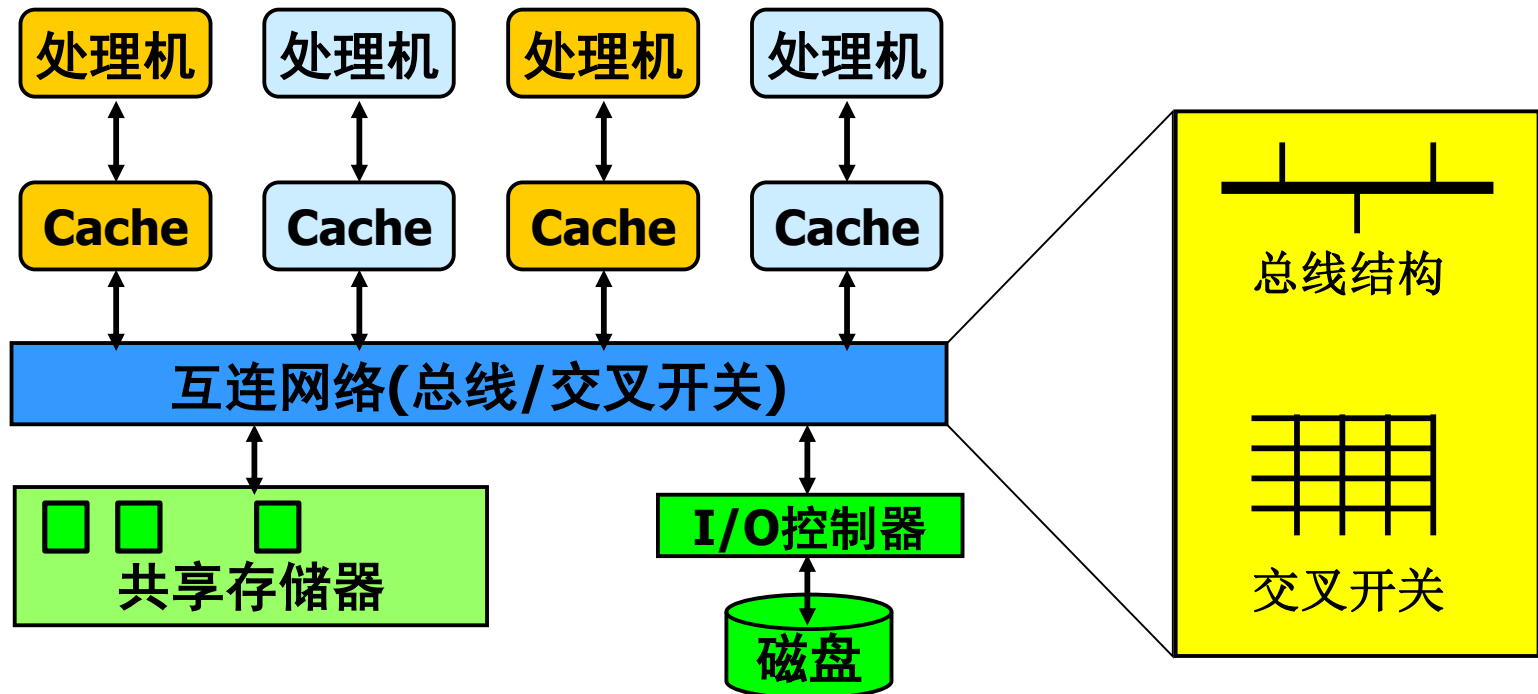 处理机
处理机
处理机
处理机
Cache
Cache
Cache
Cache
互连网络(总线/交叉开关)
共享存储器
I/O控制器
磁盘
总线结构
交叉开关